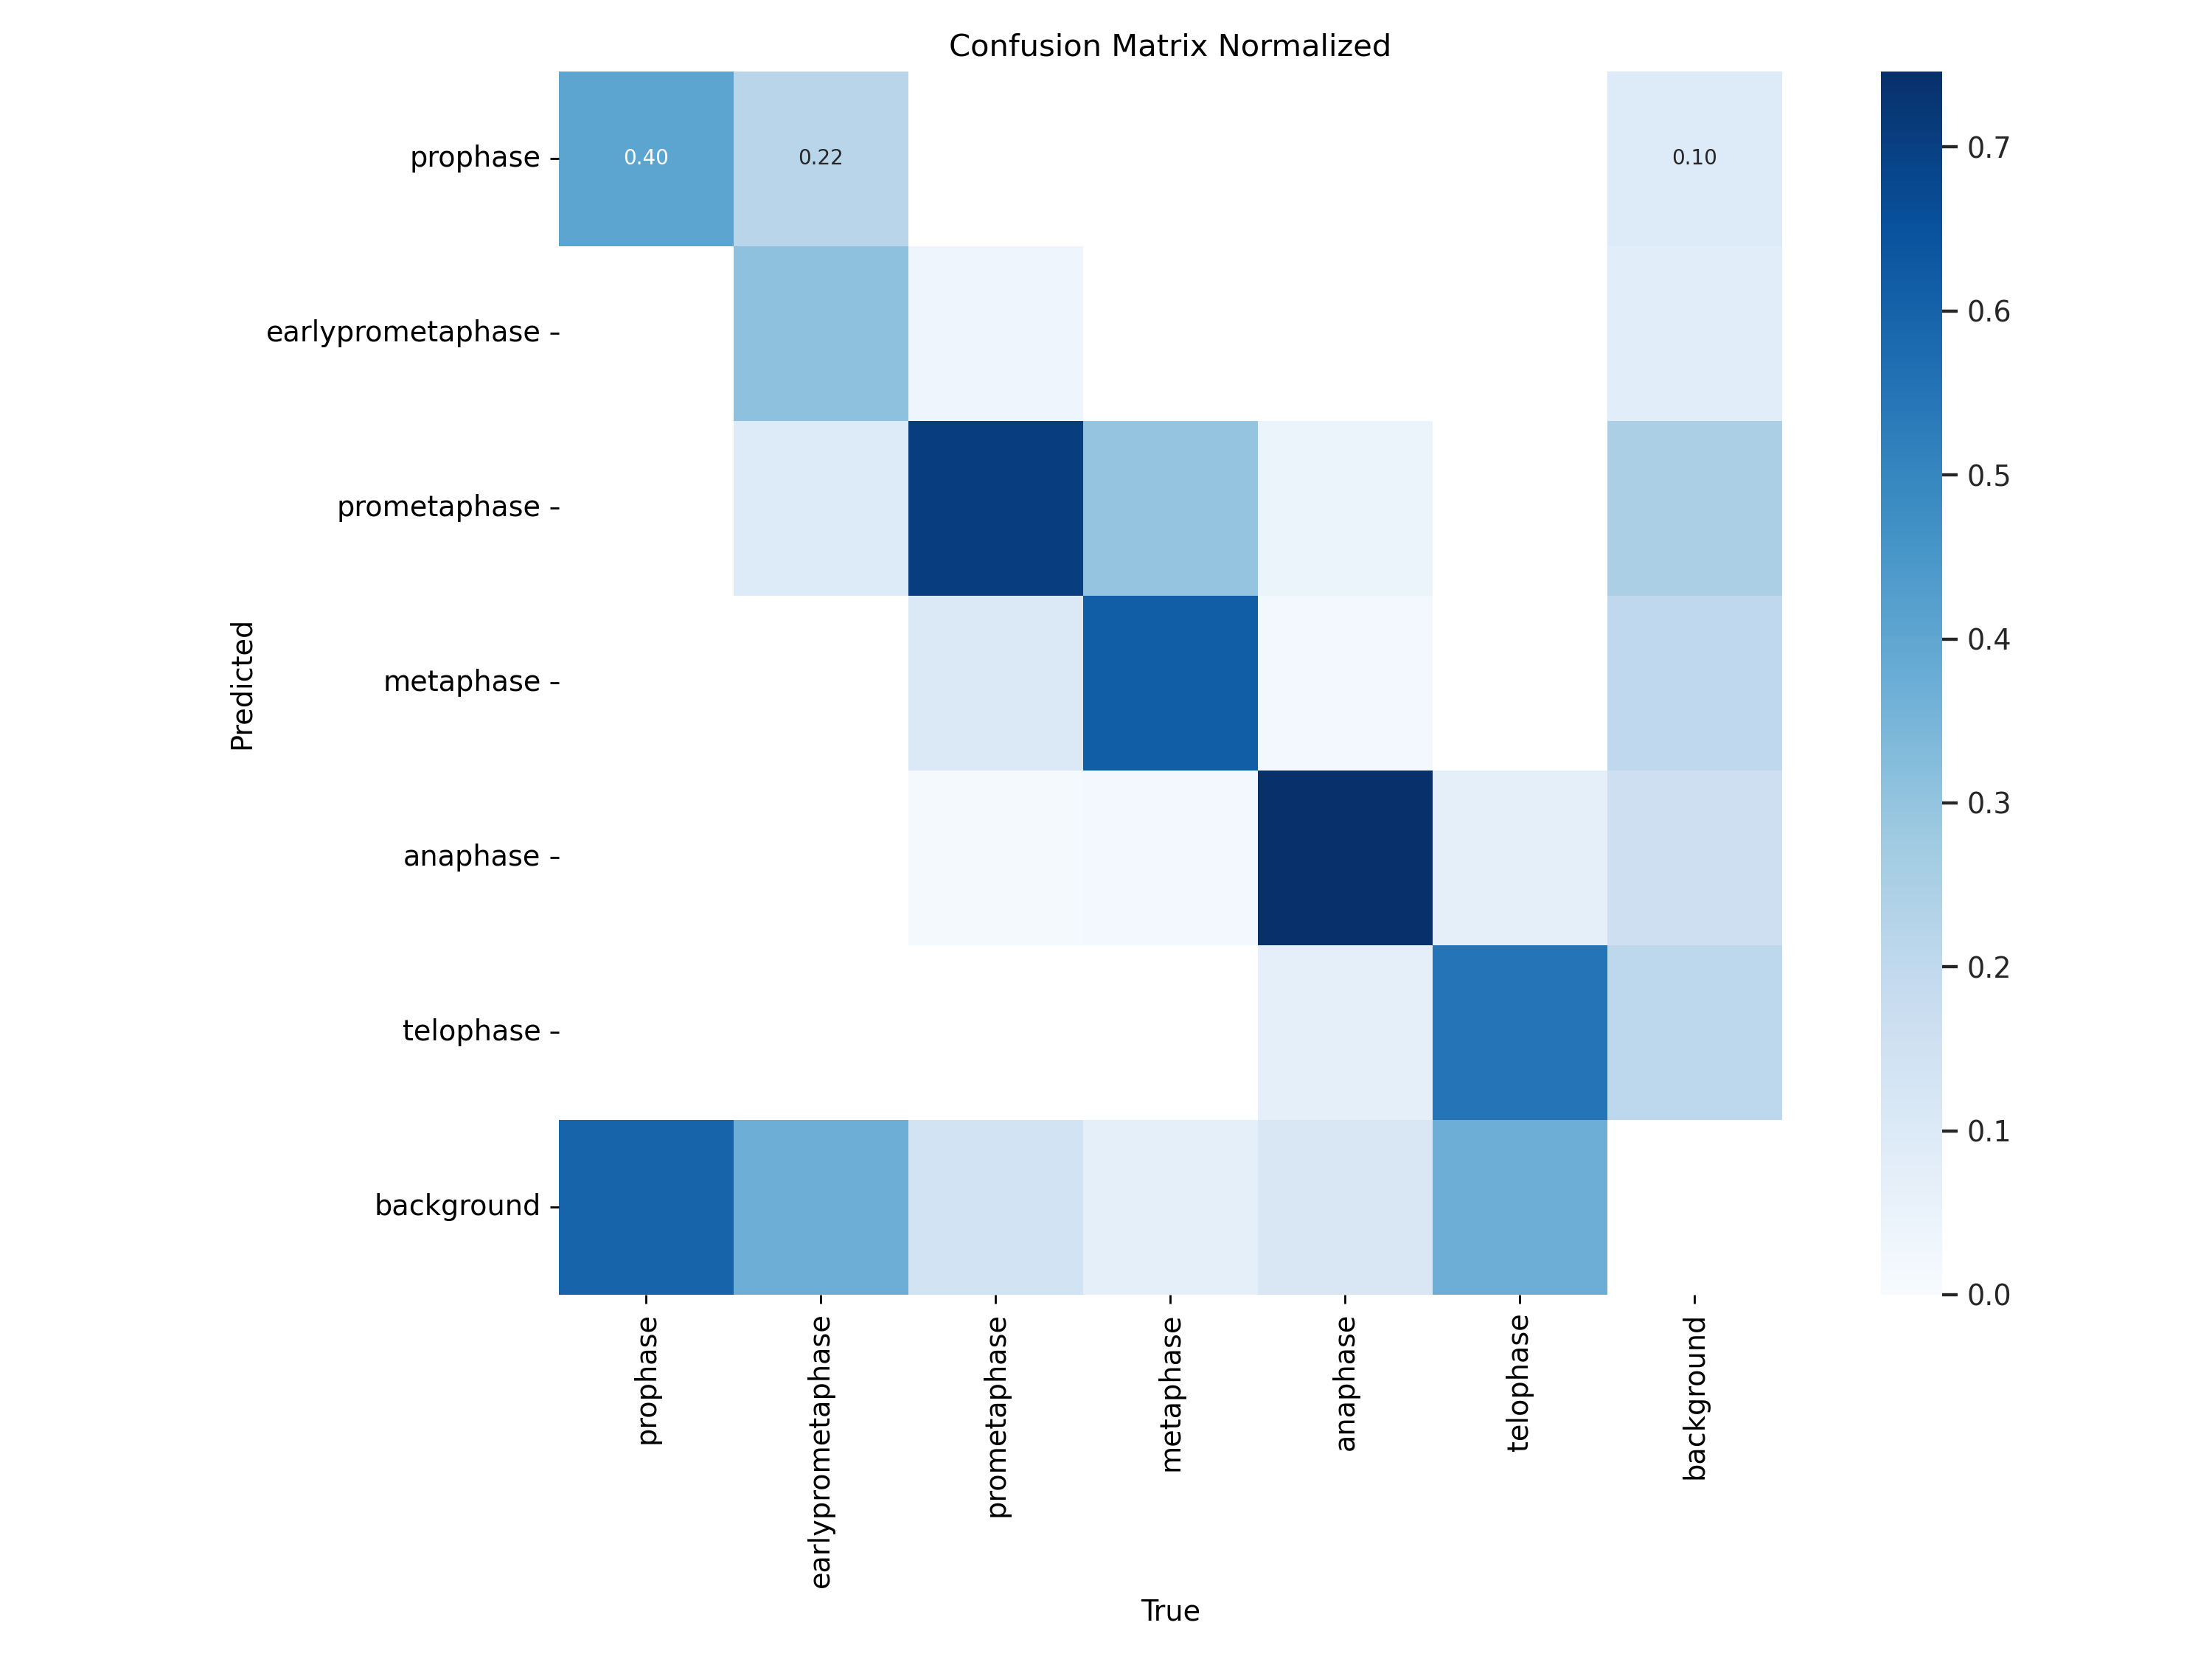 Confusion Matrix Normalized
prophase
0.40
0.22
0.10
earlyprometaphase
prometaphase
metaphase
anaphase
telophase
background
Predicted
prophase
earlyprometaphase
prometaphase
metaphase
anaphase
telophase
background
True
0.7
0.6
0.5
0.4
0.3
0.2
0.1
0.0